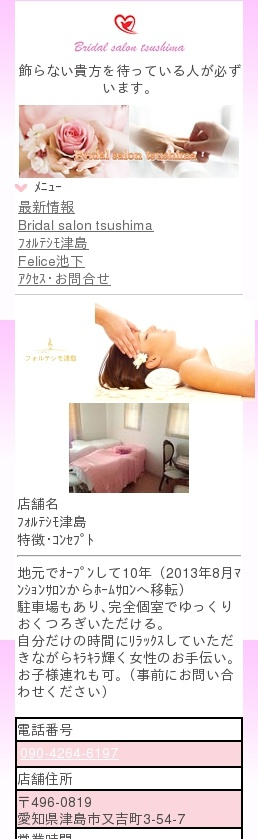 Bridal salon tsushima
飾らない貴方を待っている人が必ず
います。
Bridal salon tsushima
ﾒﾆｭｰ
最新情報
Bridal salon tsushima
ﾌｫﾙﾃｼﾓ津島
Felice池下
ｱｸｾｽ･お問合せ
フォルテシモ津島
店舗名
ﾌｫﾙﾃｼﾓ津島
特徴･ｺﾝｾﾌﾟﾄ
地元でｵｰﾌﾟﾝして10年（2013年8月ﾏ
ﾝｼｮﾝｻﾛﾝからﾎｰﾑｻﾛﾝへ移転）
駐車場もあり､完全個室でゆっくり
おくつろぎいただける。
自分だけの時間にﾘﾗｯｸｽしていただ
きながらｷﾗｷﾗ輝く女性のお手伝い。
お子様連れも可。（事前にお問い合
わせください）
電話番号
090-4264-6197
店舗住所
〒496-0819
愛知県津島市又吉町3-54-7
営業時間